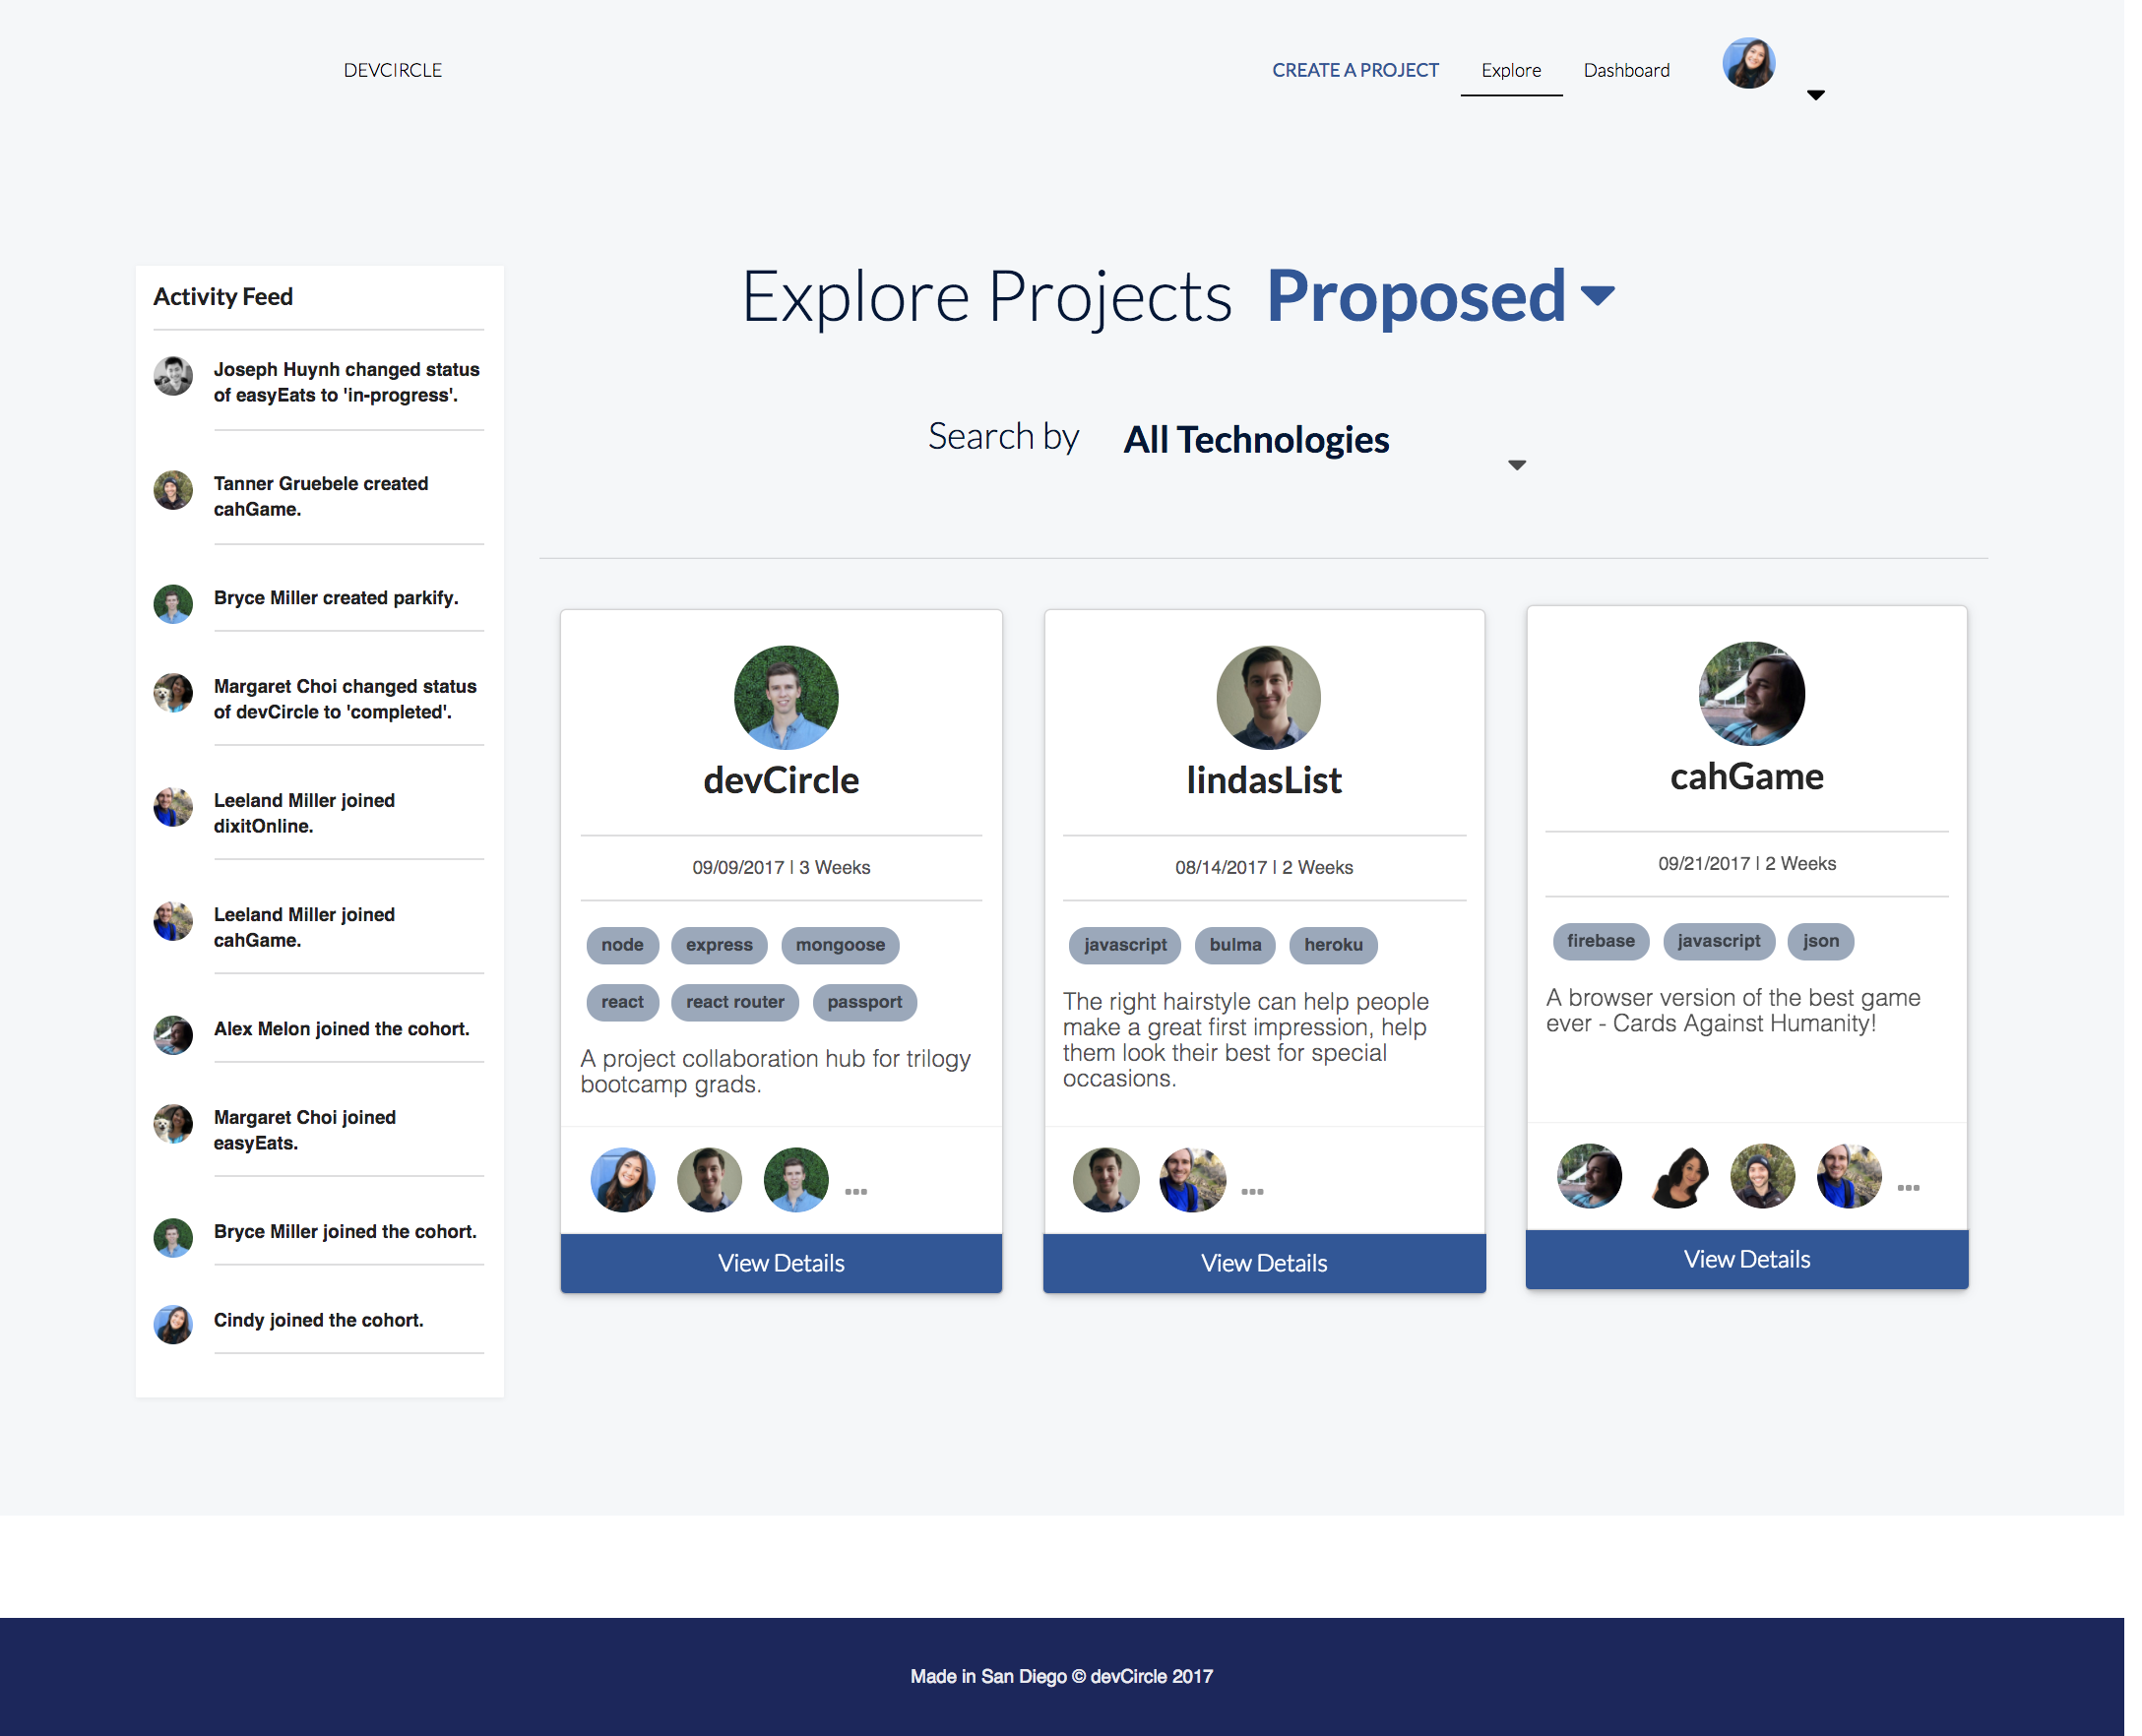 DEVCIRCLE
CREATE A PROJECT
Explore
Dashboard
Activity Feed
Joseph Huynh changed status
of easyEats to 'in-progress'.
Tanner Gruebele created
cahGame.
Bryce Miller created parkify.
Margaret Choi changed status
of devCircle to 'completed'.
Leeland Miller joined
dixitOnline.
Leeland Miller joined
cahGame.
Alex Melon joined the cohort.
Margaret Choi joined
easyEats.
Bryce Miller joined the cohort.
Cindy joined the cohort.
Explore Projects Proposed
Search by All Technologies
devCircle
09/09/2017 | 3 Weeks
node express mongoose
react react router passport
A project collaboration hub for trilogy
bootcamp grads.
View Details
lindasList
08/14/2017 | 2 Weeks
javascript bulma heroku
The right hairstyle can help people
make a great first impression, help
them look their best for special
occasions.
View Details
cahGame
09/21/2017 | 2 Weeks
firebase javascript json
A browser version of the best game
ever - Cards Against Humanity!
View Details
Made in San Diego © devCircle 2017